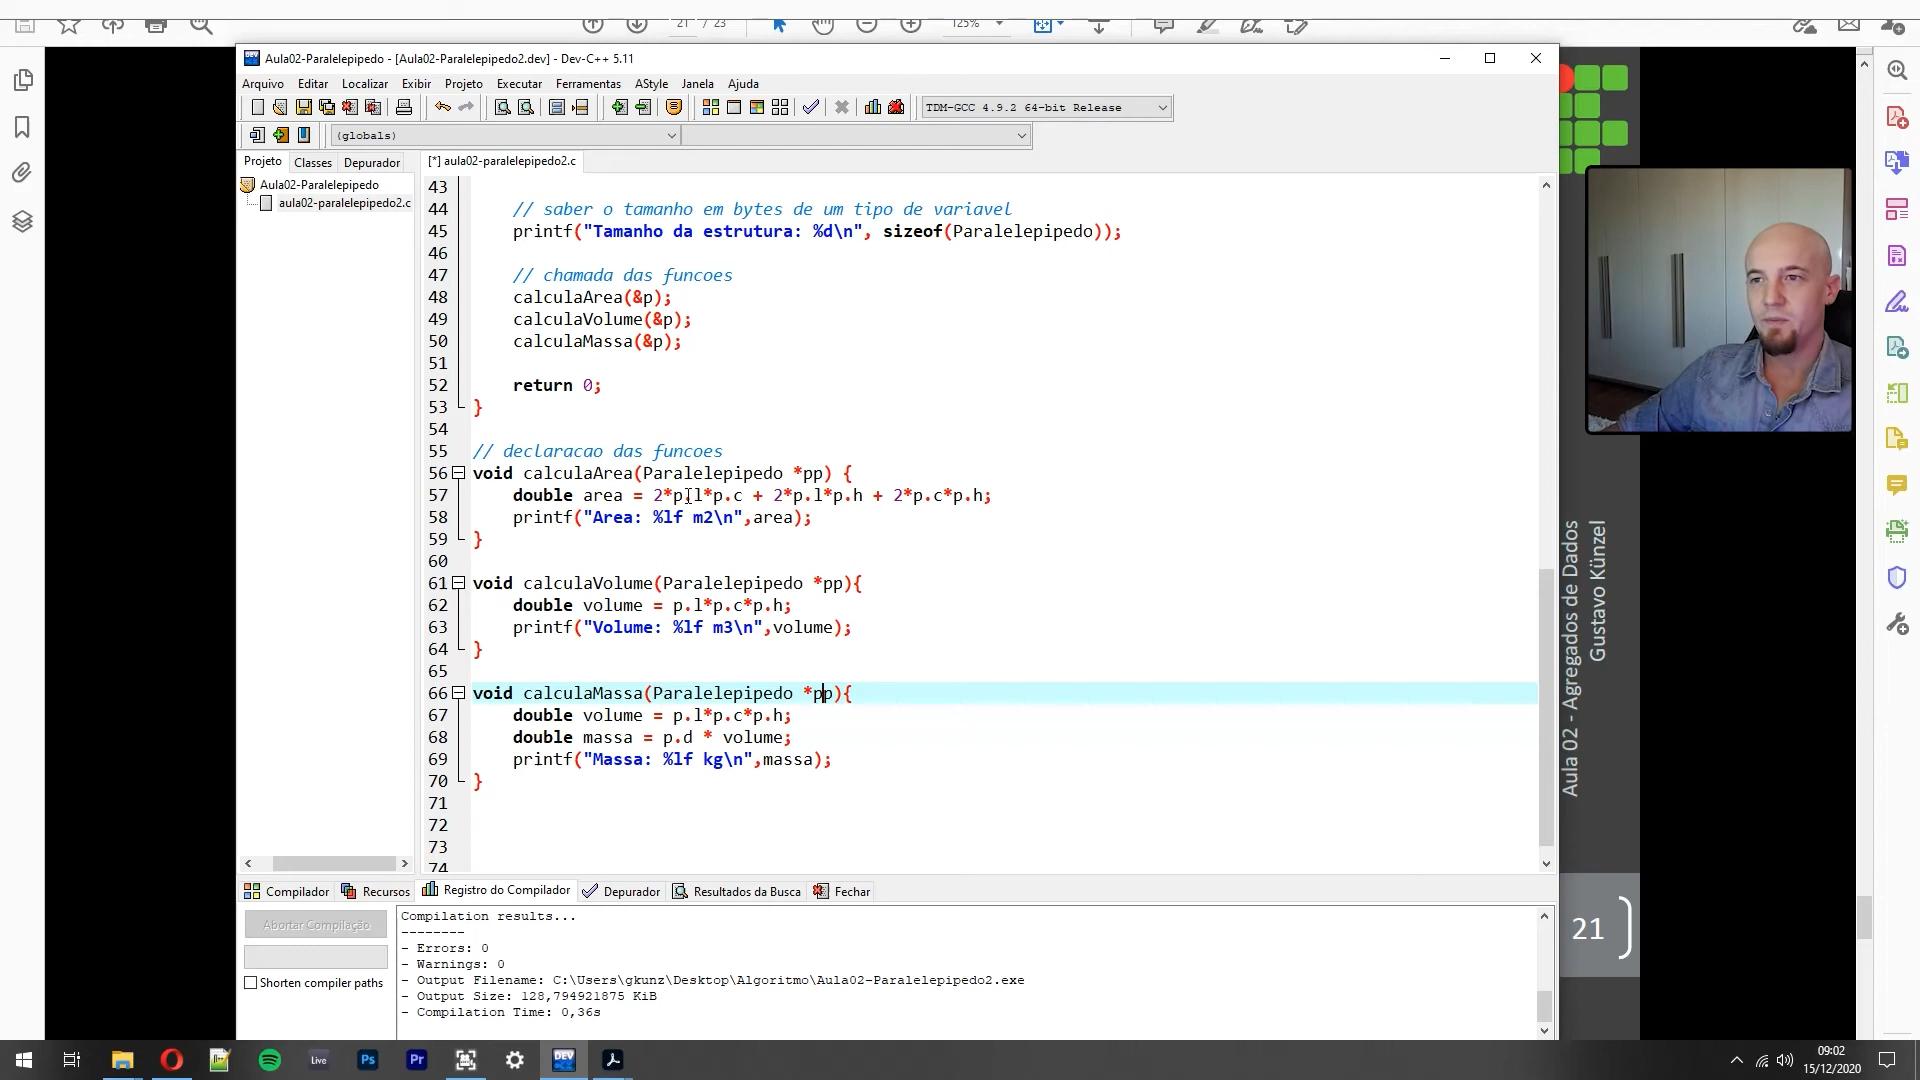 21 / 23
125%
Aula02-Paralelepipedo - [Aula02-Paralelepipedo2.dev] - Dev-C++ 5.11
Arquivo Editar Localizar Exibir Projeto Executar Ferramentas AStyle Janela Ajuda
TDM-GCC 4.9.2 64-bit Release
(globals)
Projeto Classes Depurador
[*] aula02-paralelepipedo2.c
Aula02-Paralelepipedo
aula02-paralelepipedo2.c
43
44 // saber o tamanho em bytes de um tipo de variavel
45 printf("Tamanho da estrutura: %d\n", sizeof(Paralelepipedo));
46
47 // chamada das funcoes
48 calculaArea(&p);
49 calculaVolume(&p);
50 calculaMassa(&p);
51
52 return 0;
53 }
54
55 // declaracao das funcoes
56 void calculaArea(Paralelepipedo *pp) {
57 double area = 2*p.l*p.c + 2*p.l*p.h + 2*p.c*p.h;
58 printf("Area: %lf m2\n",area);
59 }
60
61 void calculaVolume(Paralelepipedo *pp){
62 double volume = p.l*p.c*p.h;
63 printf("Volume: %lf m3\n",volume);
64 }
65
66 void calculaMassa(Paralelepipedo *pp){
67 double volume = p.l*p.c*p.h;
68 double massa = p.d * volume;
69 printf("Massa: %lf kg\n",massa);
70 }
71
72
73
74
Compilador Recursos Registro do Compilador Depurador Resultados da Busca Fechar
Abortar Compilação
Shorten compiler paths
Compilation results...
--------
- Errors: 0
- Warnings: 0
- Output Filename: C:\Users\gkunz\Desktop\Algoritmo\Aula02-Paralelepipedo2.exe
- Output Size: 128,794921875 KiB
- Compilation Time: 0,36s
Aula 02 - Agregados de Dados
Gustavo Künzel
21
Live
Ps
Pr
DEV
09:02
15/12/2020